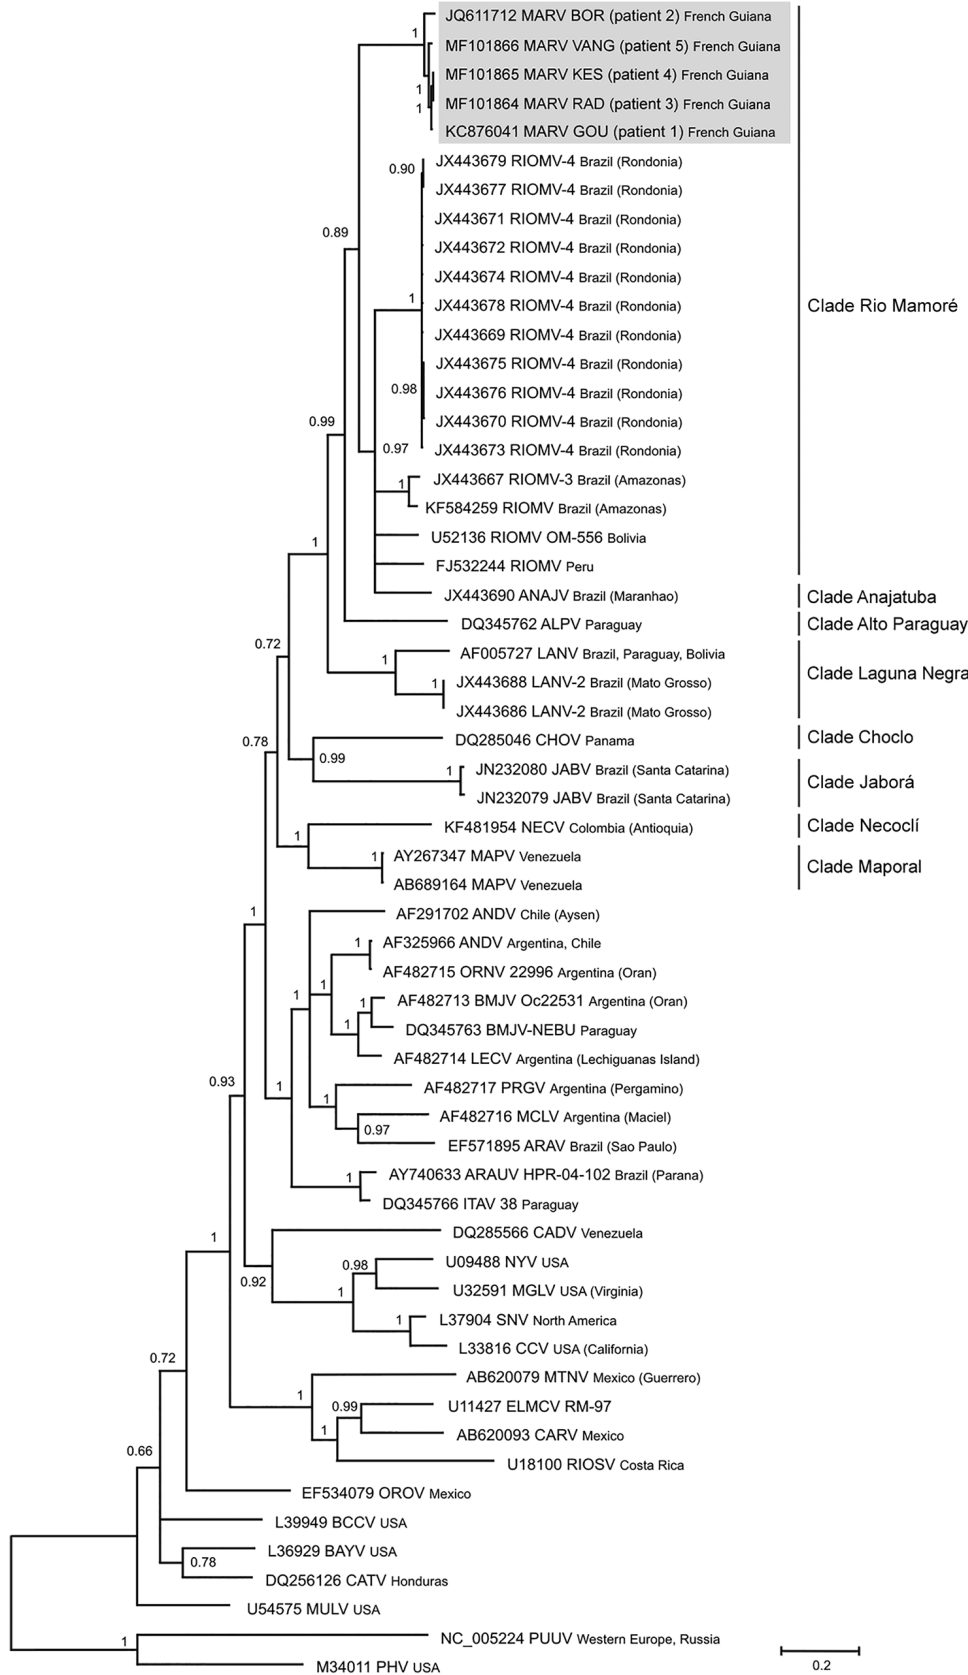 JQ611712 MARV BOR (patient 2) French Guiana
1
MF101866 MARV VANG (patient 5) French Guiana
MF101865 MARV KES (patient 4) French Guiana
1
MF101864 MARV RAD (patient 3) French Guiana
1
KC876041 MARV GOU (patient 1) French Guiana
JX443679 RIOMV-4 Brazil (Rondonia)
0.90
JX443677 RIOMV-4 Brazil (Rondonia)
JX443671 RIOMV-4 Brazil (Rondonia)
0.89
JX443672 RIOMV-4 Brazil (Rondonia)
JX443674 RIOMV-4 Brazil (Rondonia)
1
JX443678 RIOMV-4 Brazil (Rondonia)
Clade Rio Mamoré
JX443669 RIOMV-4 Brazil (Rondonia)
JX443675 RIOMV-4 Brazil (Rondonia)
0.98
JX443676 RIOMV-4 Brazil (Rondonia)
0.99
JX443670 RIOMV-4 Brazil (Rondonia)
0.97
JX443673 RIOMV-4 Brazil (Rondonia)
1
JX443667 RIOMV-3 Brazil (Amazonas)
KF584259 RIOMV Brazil (Amazonas)
U52136 RIOMV OM-556 Bolivia
1
FJ532244 RIOMV Peru
JX443690 ANAJV Brazil (Maranhao)
Clade Anajatuba
DQ345762 ALPV Paraguay
Clade Alto Paraguay
0.72
AF005727 LANV Brazil, Paraguay, Bolivia
1
Clade Laguna Negra
1
JX443688 LANV-2 Brazil (Mato Grosso)
JX443686 LANV-2 Brazil (Mato Grosso)
0.78
DQ285046 CHOV Panama
Clade Choclo
0.99
1
JN232080 JABV Brazil (Santa Catarina)
Clade Jaborá
JN232079 JABV Brazil (Santa Catarina)
1
KF481954 NECV Colombia (Antioquia)
Clade Necoclí
1
AY267347 MAPV Venezuela
Clade Maporal
AB689164 MAPV Venezuela
1
AF291702 ANDV Chile (Aysen)
1
AF325966 ANDV Argentina, Chile
AF482715 ORNV 22996 Argentina (Oran)
1
1
1
AF482713 BMJV Oc22531 Argentina (Oran)
1
DQ345763 BMJV-NEBU Paraguay
AF482714 LECV Argentina (Lechiguanas Island)
0.93
1
AF482717 PRGV Argentina (Pergamino)
1
AF482716 MCLV Argentina (Maciel)
0.97
EF571895 ARAV Brazil (Sao Paulo)
1
AY740633 ARAUV HPR-04-102 Brazil (Parana)
DQ345766 ITAV 38 Paraguay
1
DQ285566 CADV Venezuela
0.98
U09488 NYV USA
0.92
1
U32591 MGLV USA (Virginia)
1
L37904 SNV North America
L33816 CCV USA (California)
0.72
AB620079 MTNV Mexico (Guerrero)
1
0.99
U11427 ELMCV RM-97
1
AB620093 CARV Mexico
0.66
U18100 RIOSV Costa Rica
EF534079 OROV Mexico
L39949 BCCV USA
L36929 BAYV USA
0.78
DQ256126 CATV Honduras
U54575 MULV USA
1
NC_005224 PUUV Western Europe, Russia
M34011 PHV USA
0.2